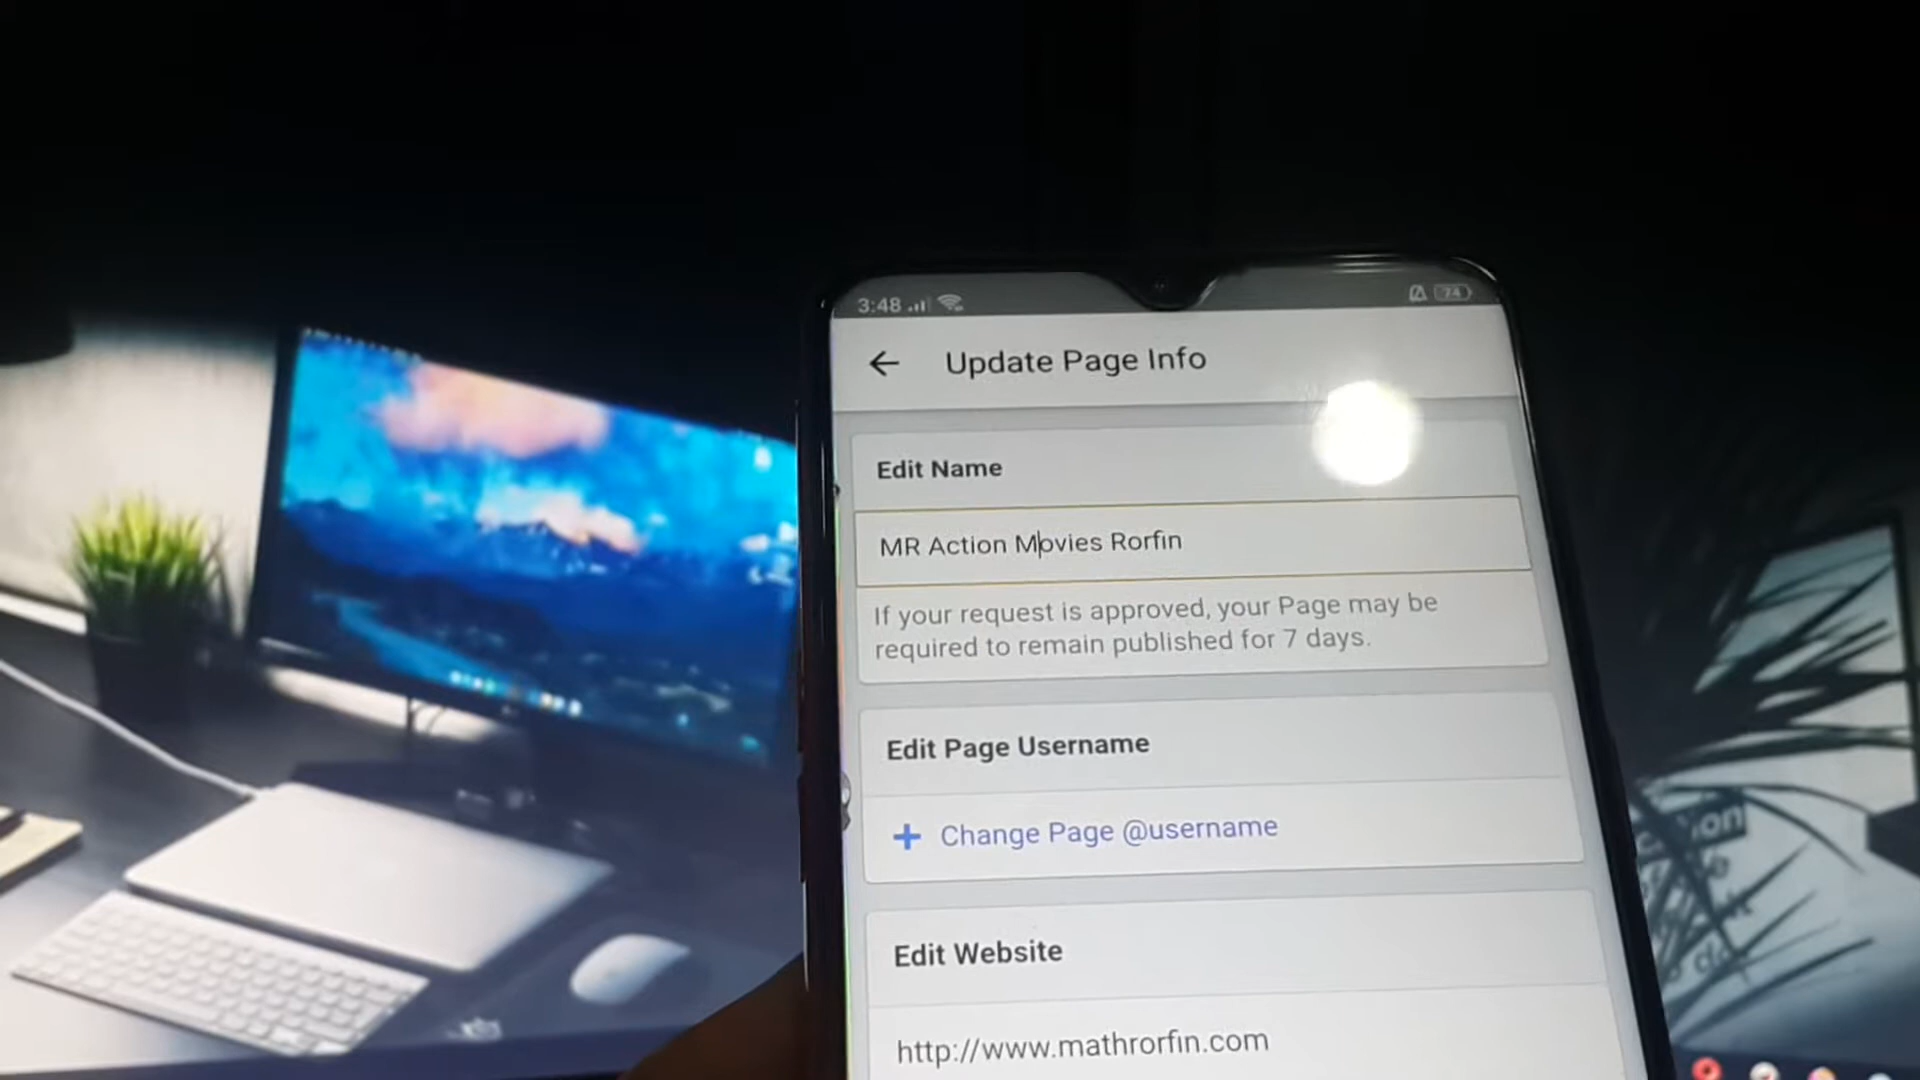 3:48
74
Update Page Info
Edit Name
MR Action Movies Rorfin
If your request is approved, your Page may be
required to remain published for 7 days.
Edit Page Username
+ Change Page @username
Edit Website
http://www.mathrorfin.com